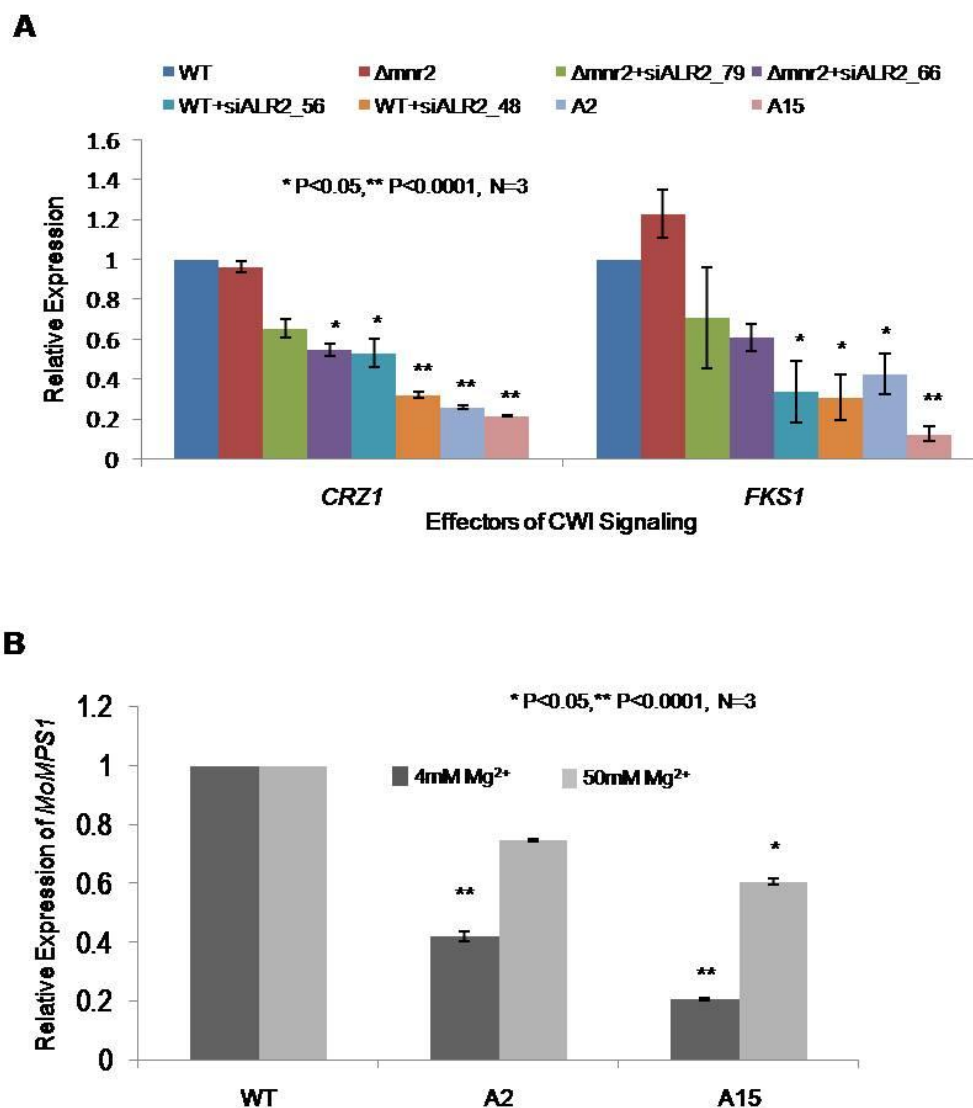 A
WT Δmnr2 Δmnr2+siALR2_79 Δmnr2+siALR2_66
WT+siALR2_56 WT+siALR2_48 A2 A15
1.6
1.4
1.2
1
0.8
0.6
0.4
0.2
0
Relative Expression
* P<0.05,** P<0.0001, N=3
* * ** ** **
* * * **
CRZ1 FKS1
Effectors of CWI Signaling
B
1.2
1
0.8
0.6
0.4
0.2
0
Relative Expression of MoMPS1
* P<0.05,** P<0.0001, N=3
4mM Mg²⁺ 50mM Mg²⁺
** ** *
WT A2 A15